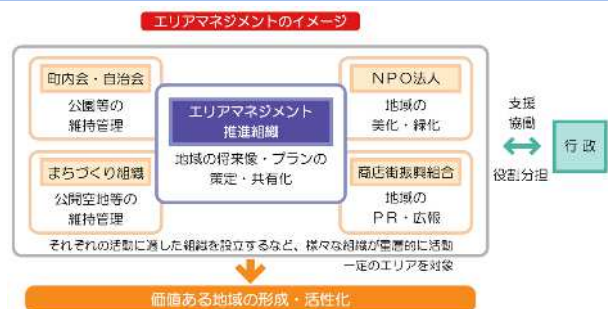 エリアマネジメントのイメージ
町内会・自治会
公園等の
維持管理
エリアマネジメント
推進組織
地域の将来像・プランの
策定・共有化
NPO法人
地域の
美化・緑化
まちづくり組織
公開空地等の
維持管理
商店街振興組合
地域の
PR・広報
支援
協働
役割分担
行政
それぞれの活動に適した組織を設立するなど、様々な組織が重層的に活動
一定のエリアを対象
価値ある地域の形成・活性化